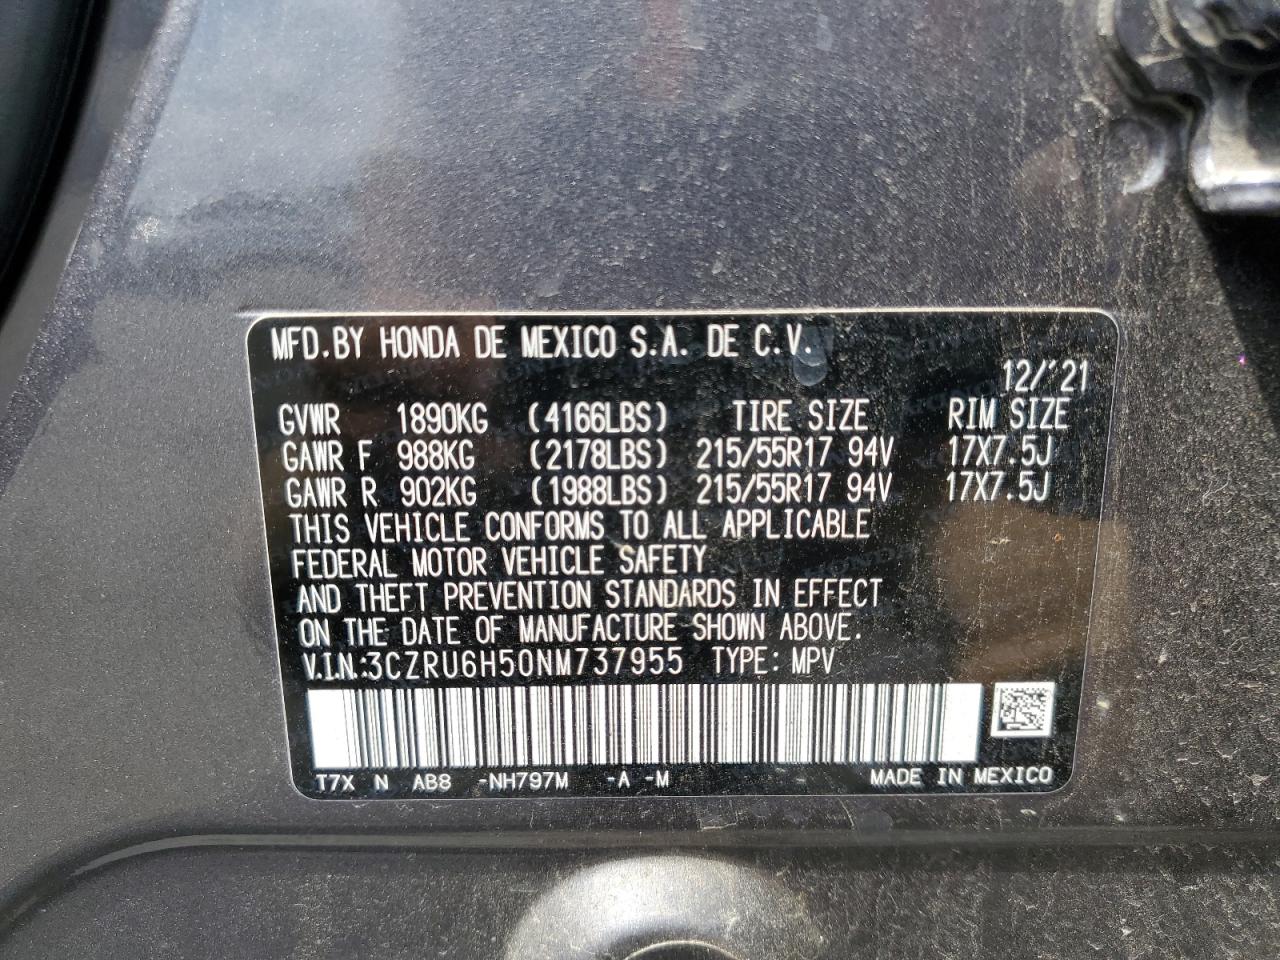 MFD.BY HONDA DE MEXICO S.A. DE C.V.
12/'21
GVWR 1890KG (4166LBS) TIRE SIZE RIM SIZE
GAWR F 988KG (2178LBS) 215/55R17 94V 17X7.5J
GAWR R 902KG (1988LBS) 215/55R17 94V 17X7.5J
THIS VEHICLE CONFORMS TO ALL APPLICABLE
FEDERAL MOTOR VEHICLE SAFETY
AND THEFT PREVENTION STANDARDS IN EFFECT
ON THE DATE OF MANUFACTURE SHOWN ABOVE.
V.I.N.:3CZRU6H50NM737955 TYPE: MPV
T7X N AB8 -NH797M -A -M MADE IN MEXICO